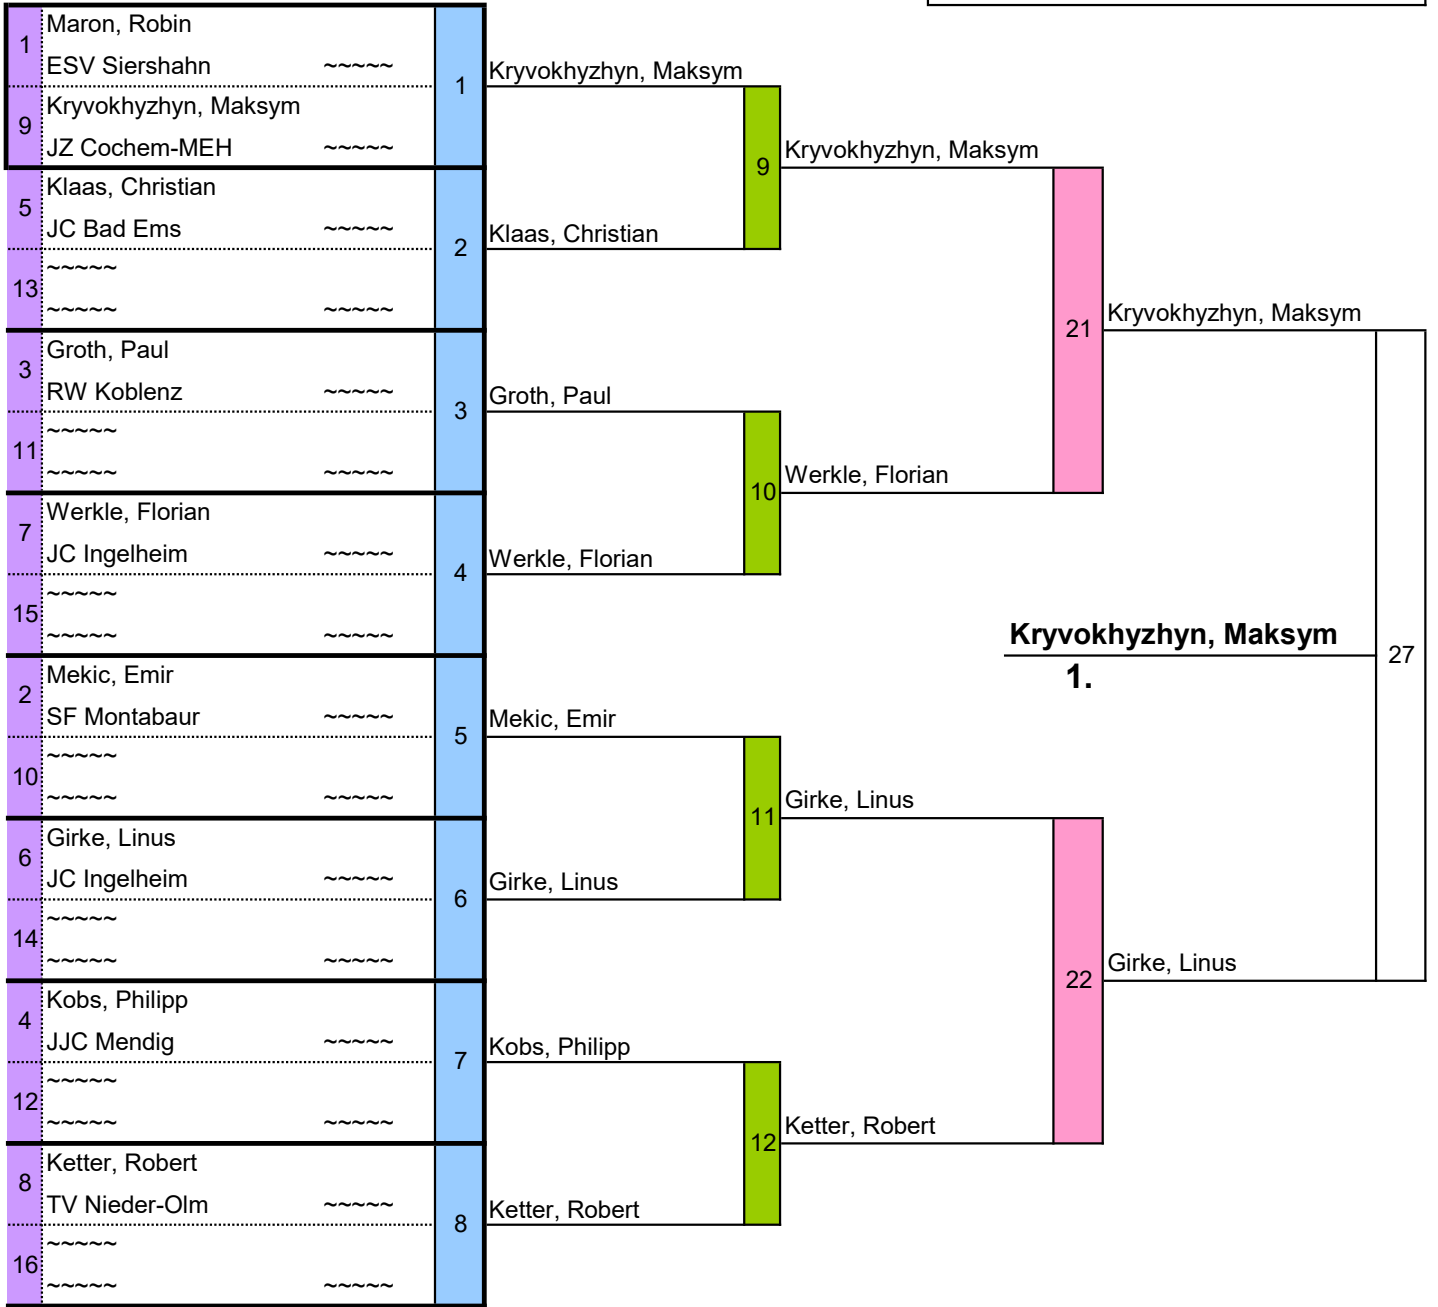 1
Maron, Robin
ESV Siershahn ~~~~~
9
Kryvokhyzhyn, Maksym
JZ Cochem-MEH ~~~~~
1
5
Klaas, Christian
JC Bad Ems ~~~~~
13
~~~~~
~~~~~ ~~~~~
2
3
Groth, Paul
RW Koblenz ~~~~~
11
~~~~~
~~~~~ ~~~~~
3
7
Werkle, Florian
JC Ingelheim ~~~~~
15
~~~~~
~~~~~ ~~~~~
4
2
Mekic, Emir
SF Montabaur ~~~~~
10
~~~~~
~~~~~ ~~~~~
5
6
Girke, Linus
JC Ingelheim ~~~~~
14
~~~~~
~~~~~ ~~~~~
6
4
Kobs, Philipp
JJC Mendig ~~~~~
12
~~~~~
~~~~~ ~~~~~
7
8
Ketter, Robert
TV Nieder-Olm ~~~~~
16
~~~~~
~~~~~ ~~~~~
8
Kryvokhyzhyn, Maksym
9
Klaas, Christian
Groth, Paul
10
Werkle, Florian
Mekic, Emir
11
Girke, Linus
Kobs, Philipp
12
Ketter, Robert
Kryvokhyzhyn, Maksym
21
Werkle, Florian
Girke, Linus
22
Ketter, Robert
Kryvokhyzhyn, Maksym
27
Girke, Linus
Kryvokhyzhyn, Maksym
1.